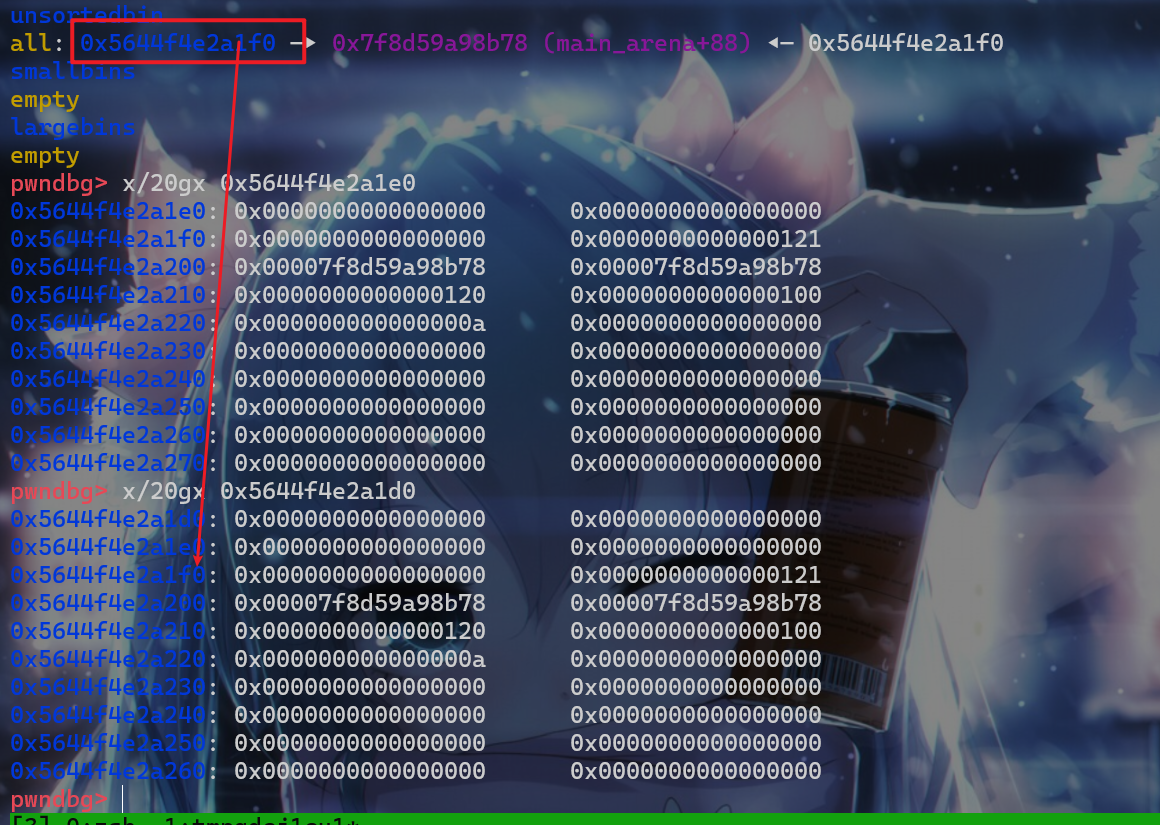 unsortedbin
all: 0x5644f4e2a1f0 —▸ 0x7f8d59a98b78 (main_arena+88) ◂— 0x5644f4e2a1f0
smallbins
empty
largebins
empty
pwndbg> x/20gx 0x5644f4e2a1e0
0x5644f4e2a1e0: 0x0000000000000000 0x0000000000000000
0x5644f4e2a1f0: 0x0000000000000000 0x0000000000000121
0x5644f4e2a200: 0x00007f8d59a98b78 0x00007f8d59a98b78
0x5644f4e2a210: 0x0000000000000120 0x0000000000000100
0x5644f4e2a220: 0x000000000000000a 0x0000000000000000
0x5644f4e2a230: 0x0000000000000000 0x0000000000000000
0x5644f4e2a240: 0x0000000000000000 0x0000000000000000
0x5644f4e2a250: 0x0000000000000000 0x0000000000000000
0x5644f4e2a260: 0x0000000000000000 0x0000000000000000
0x5644f4e2a270: 0x0000000000000000 0x0000000000000000
pwndbg> x/20gx 0x5644f4e2a1d0
0x5644f4e2a1d0: 0x0000000000000000 0x0000000000000000
0x5644f4e2a1e0: 0x0000000000000000 0x0000000000000000
0x5644f4e2a1f0: 0x0000000000000000 0x0000000000000121
0x5644f4e2a200: 0x00007f8d59a98b78 0x00007f8d59a98b78
0x5644f4e2a210: 0x0000000000000120 0x0000000000000100
0x5644f4e2a220: 0x000000000000000a 0x0000000000000000
0x5644f4e2a230: 0x0000000000000000 0x0000000000000000
0x5644f4e2a240: 0x0000000000000000 0x0000000000000000
0x5644f4e2a250: 0x0000000000000000 0x0000000000000000
0x5644f4e2a260: 0x0000000000000000 0x0000000000000000
pwndbg>